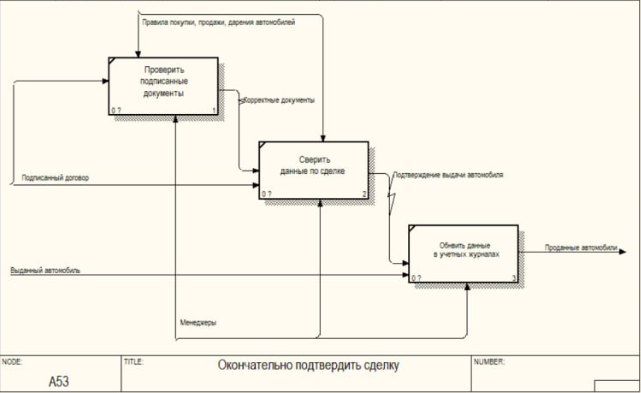 Правила покупки, продажи, дарения автомобилей
Проверить
подписанные
документы
0 ?
1
Корректные документы
Сверить
данные по сделке
0 ?
2
Подписанный договор
Подтверждение выдачи автомобиля
Обнвить данные
в учетных журналах
0 ?
3
Проданные автомобили
Выданный автомобиль
Менеджеры
NODE:
A53
TITLE:
Окончательно подтвердить сделку
NUMBER: